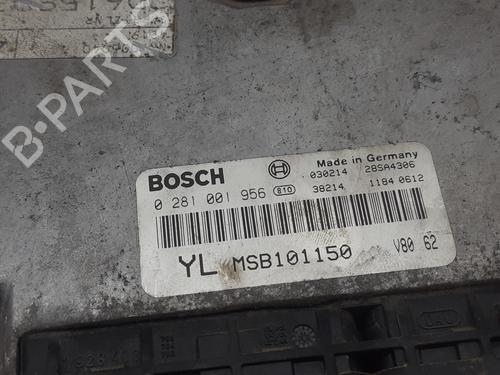 B-PARTS
BOSCH
Made in Germany
0 281 001 956 810
030214 28SA4306
38214 1184 0612
YL MSB101150 V80 62